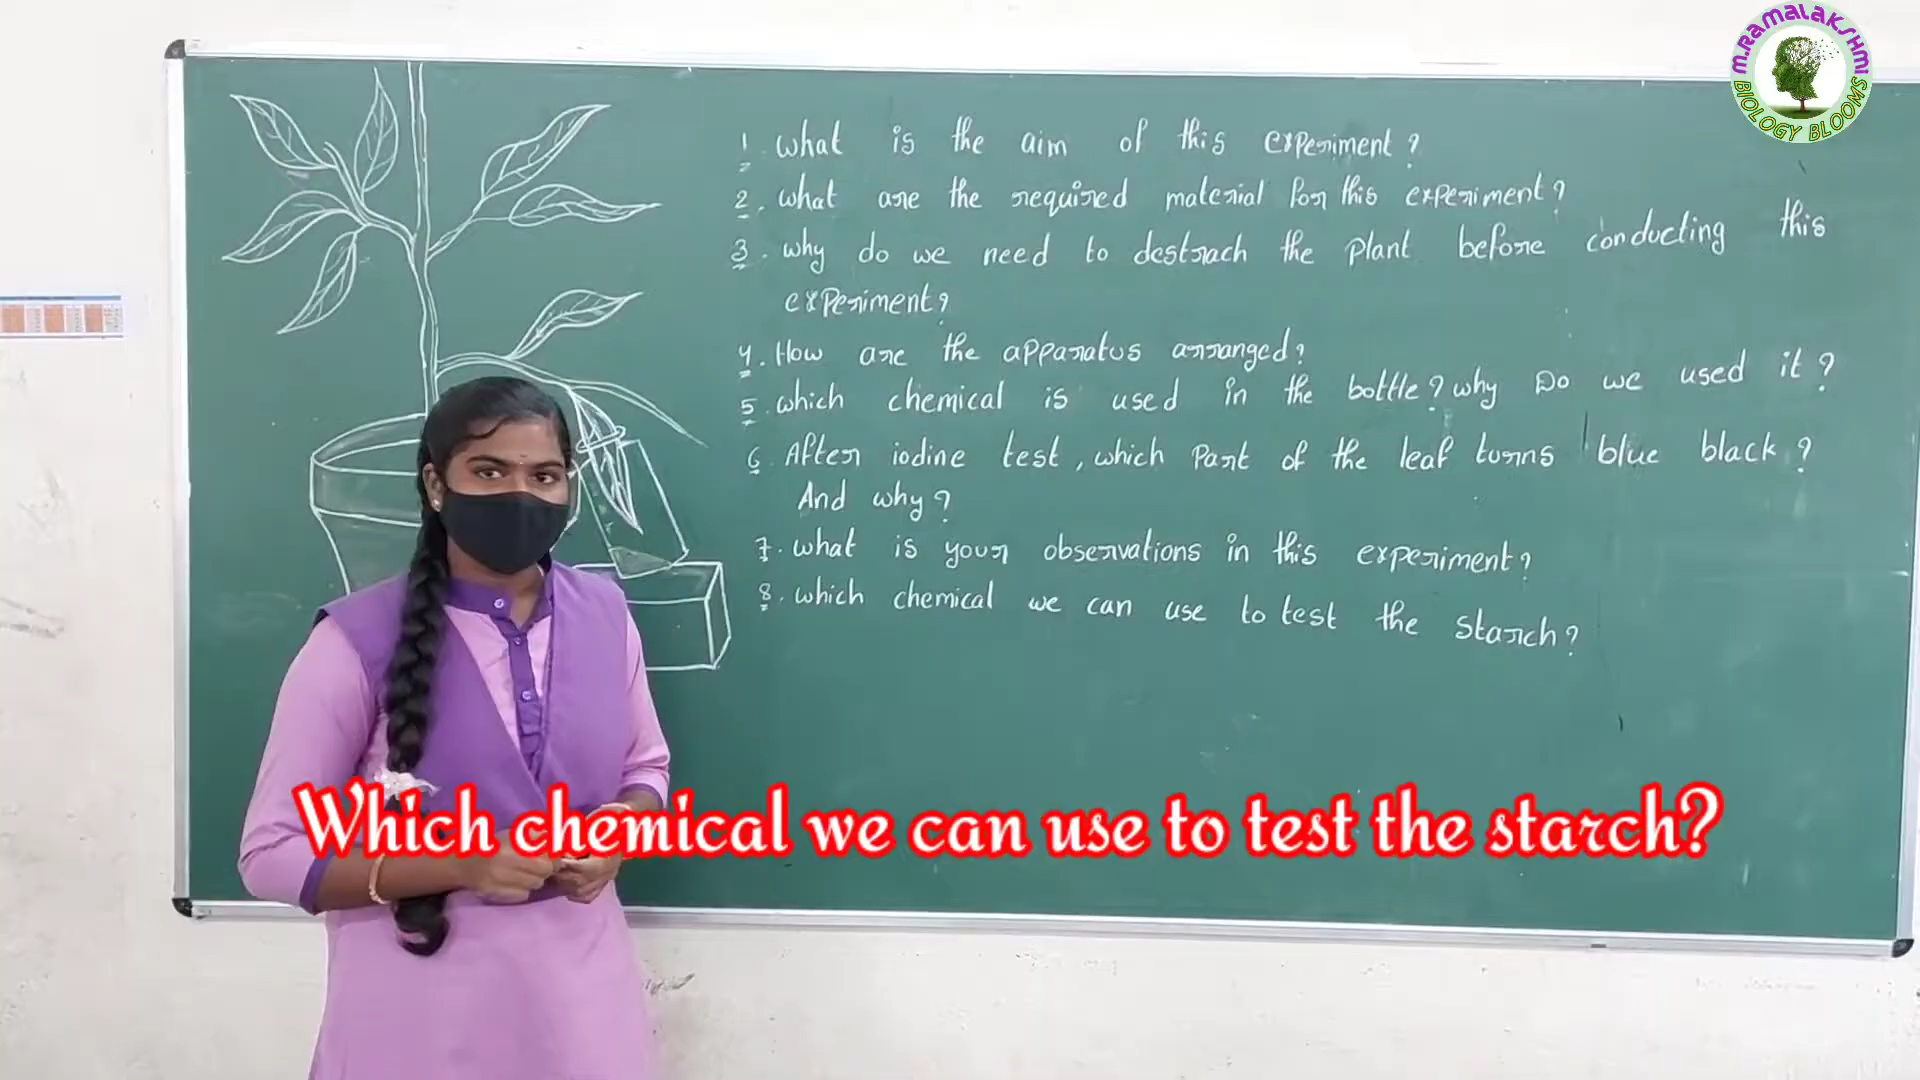 M.RAMALAKSHMI
BIOLOGY BLOOMS
1. what is the aim of this experiment?
2. what are the required material for this experiment?
3. why do we need to destrach the plant before conducting this
experiment?
4. How are the apparatus arranged?
5. which chemical is used in the bottle? why Do we used it?
6. After iodine test, which part of the leaf turns blue black?
And why?
7. what is your observations in this experiment?
8. which chemical we can use to test the starch?
Which chemical we can use to test the starch?